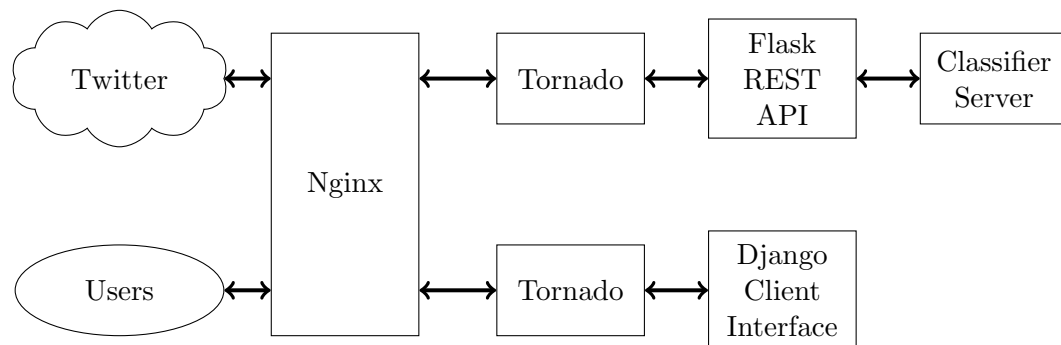 Twitter
Nginx
Tornado
Flask
REST
API
Classifier
Server
Users
Tornado
Django
Client
Interface